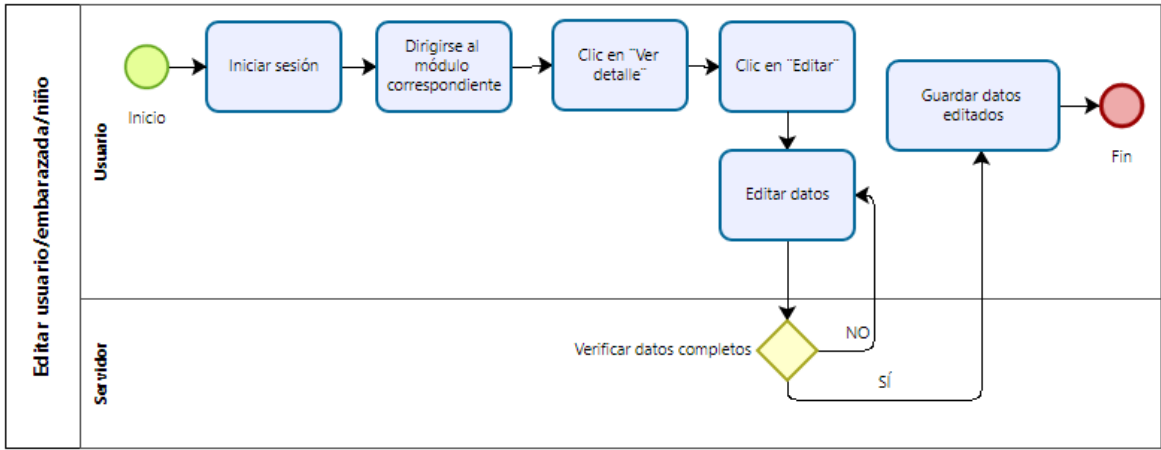 Editar usuario/embarazada/niño
Usuario
Inicio
Iniciar sesión
Dirigirse al
módulo
correspondiente
Clic en ¨Ver
detalle¨
Clic en ¨Editar¨
Editar datos
Guardar datos
editados
Fin
Servidor
Verificar datos completos
NO
SÍ